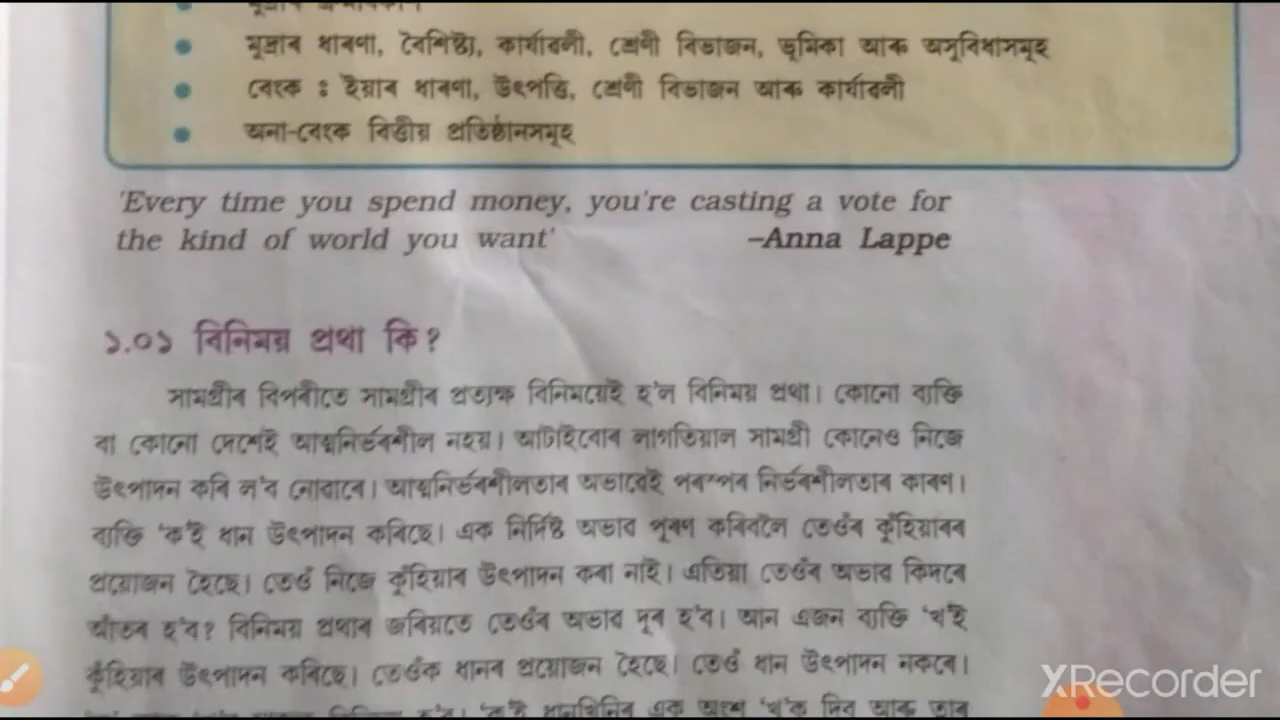 মুদ্ৰাৰ ধাৰণা, বৈশিষ্ট্য, কাৰ্যাৱলী, শ্ৰেণী বিভাজন, ভূমিকা আৰু অসুবিধাসমূহ
বেংক : ইয়াৰ ধাৰণা, উৎপত্তি, শ্ৰেণী বিভাজন আৰু কাৰ্যাৱলী
অনা-বেংক বিত্তীয় প্ৰতিষ্ঠানসমূহ
'Every time you spend money, you're casting a vote for
the kind of world you want' –Anna Lappe
১.০১ বিনিময় প্ৰথা কি?
সামগ্ৰীৰ বিপৰীতে সামগ্ৰীৰ প্ৰত্যক্ষ বিনিময়েই হ'ল বিনিময় প্ৰথা। কোনো ব্যক্তি
বা কোনো দেশেই আত্মনিৰ্ভৰশীল নহয়। আটাইবোৰ লাগতিয়াল সামগ্ৰী কোনেও নিজে
উৎপাদন কৰি ল'ব নোৱাৰে। আত্মনিৰ্ভৰশীলতাৰ অভাৱেই পৰস্পৰ নিৰ্ভৰশীলতাৰ কাৰণ।
ব্যক্তি 'ক'ই ধান উৎপাদন কৰিছে। এক নিৰ্দিষ্ট অভাৱ পূৰণ কৰিবলৈ তেওঁৰ কুঁহিয়াৰৰ
প্ৰয়োজন হৈছে। তেওঁ নিজে কুঁহিয়াৰ উৎপাদন কৰা নাই। এতিয়া তেওঁৰ অভাৱ কিদৰে
আঁতৰ হ'ব? বিনিময় প্ৰথাৰ জৰিয়তে তেওঁৰ অভাৱ দূৰ হ'ব। আন এজন ব্যক্তি 'খ'ই
কুঁহিয়াৰ উৎপাদন কৰিছে। তেওঁক ধানৰ প্ৰয়োজন হৈছে। তেওঁ ধান উৎপাদন নকৰে।
বিনিময় হ'ব। 'ক'ই ধানখিনিৰ এক অংশ 'খ'ক দিব আৰু তাৰ
XRecorder